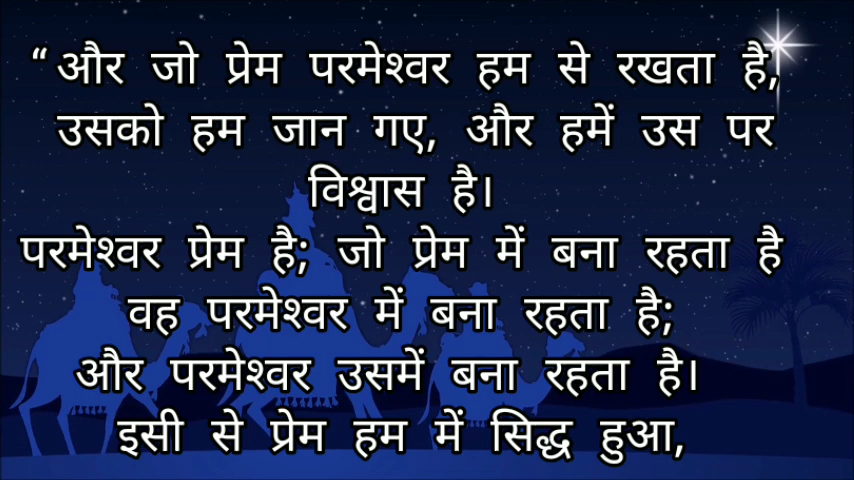 “ और जो प्रेम परमेश्वर हम से रखता है,
उसको हम जान गए, और हमें उस पर
विश्वास है।
परमेश्वर प्रेम है; जो प्रेम में बना रहता है
वह परमेश्वर में बना रहता है;
और परमेश्वर उसमें बना रहता है।
इसी से प्रेम हम में सिद्ध हुआ,